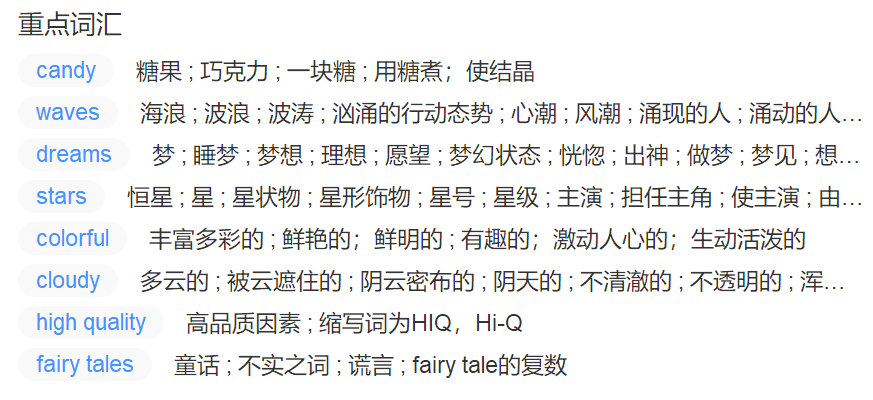 重点词汇
candy 糖果 ; 巧克力 ; 一块糖 ; 用糖煮；使结晶
waves 海浪 ; 波浪 ; 波涛 ; 汹涌的行动态势 ; 心潮 ; 风潮 ; 涌现的人 ; 涌动的人…
dreams 梦 ; 睡梦 ; 梦想 ; 理想 ; 愿望 ; 梦幻状态 ; 恍惚 ; 出神 ; 做梦 ; 梦见 ; 想…
stars 恒星 ; 星 ; 星状物 ; 星形饰物 ; 星号 ; 星级 ; 主演 ; 担任主角 ; 使主演 ; 由…
colorful 丰富多彩的 ; 鲜艳的；鲜明的 ; 有趣的；激动人心的；生动活泼的
cloudy 多云的 ; 被云遮住的 ; 阴云密布的 ; 阴天的 ; 不清澈的 ; 不透明的 ; 浑…
high quality 高品质因素 ; 缩写词为HIQ，Hi-Q
fairy tales 童话 ; 不实之词 ; 谎言 ; fairy tale的复数